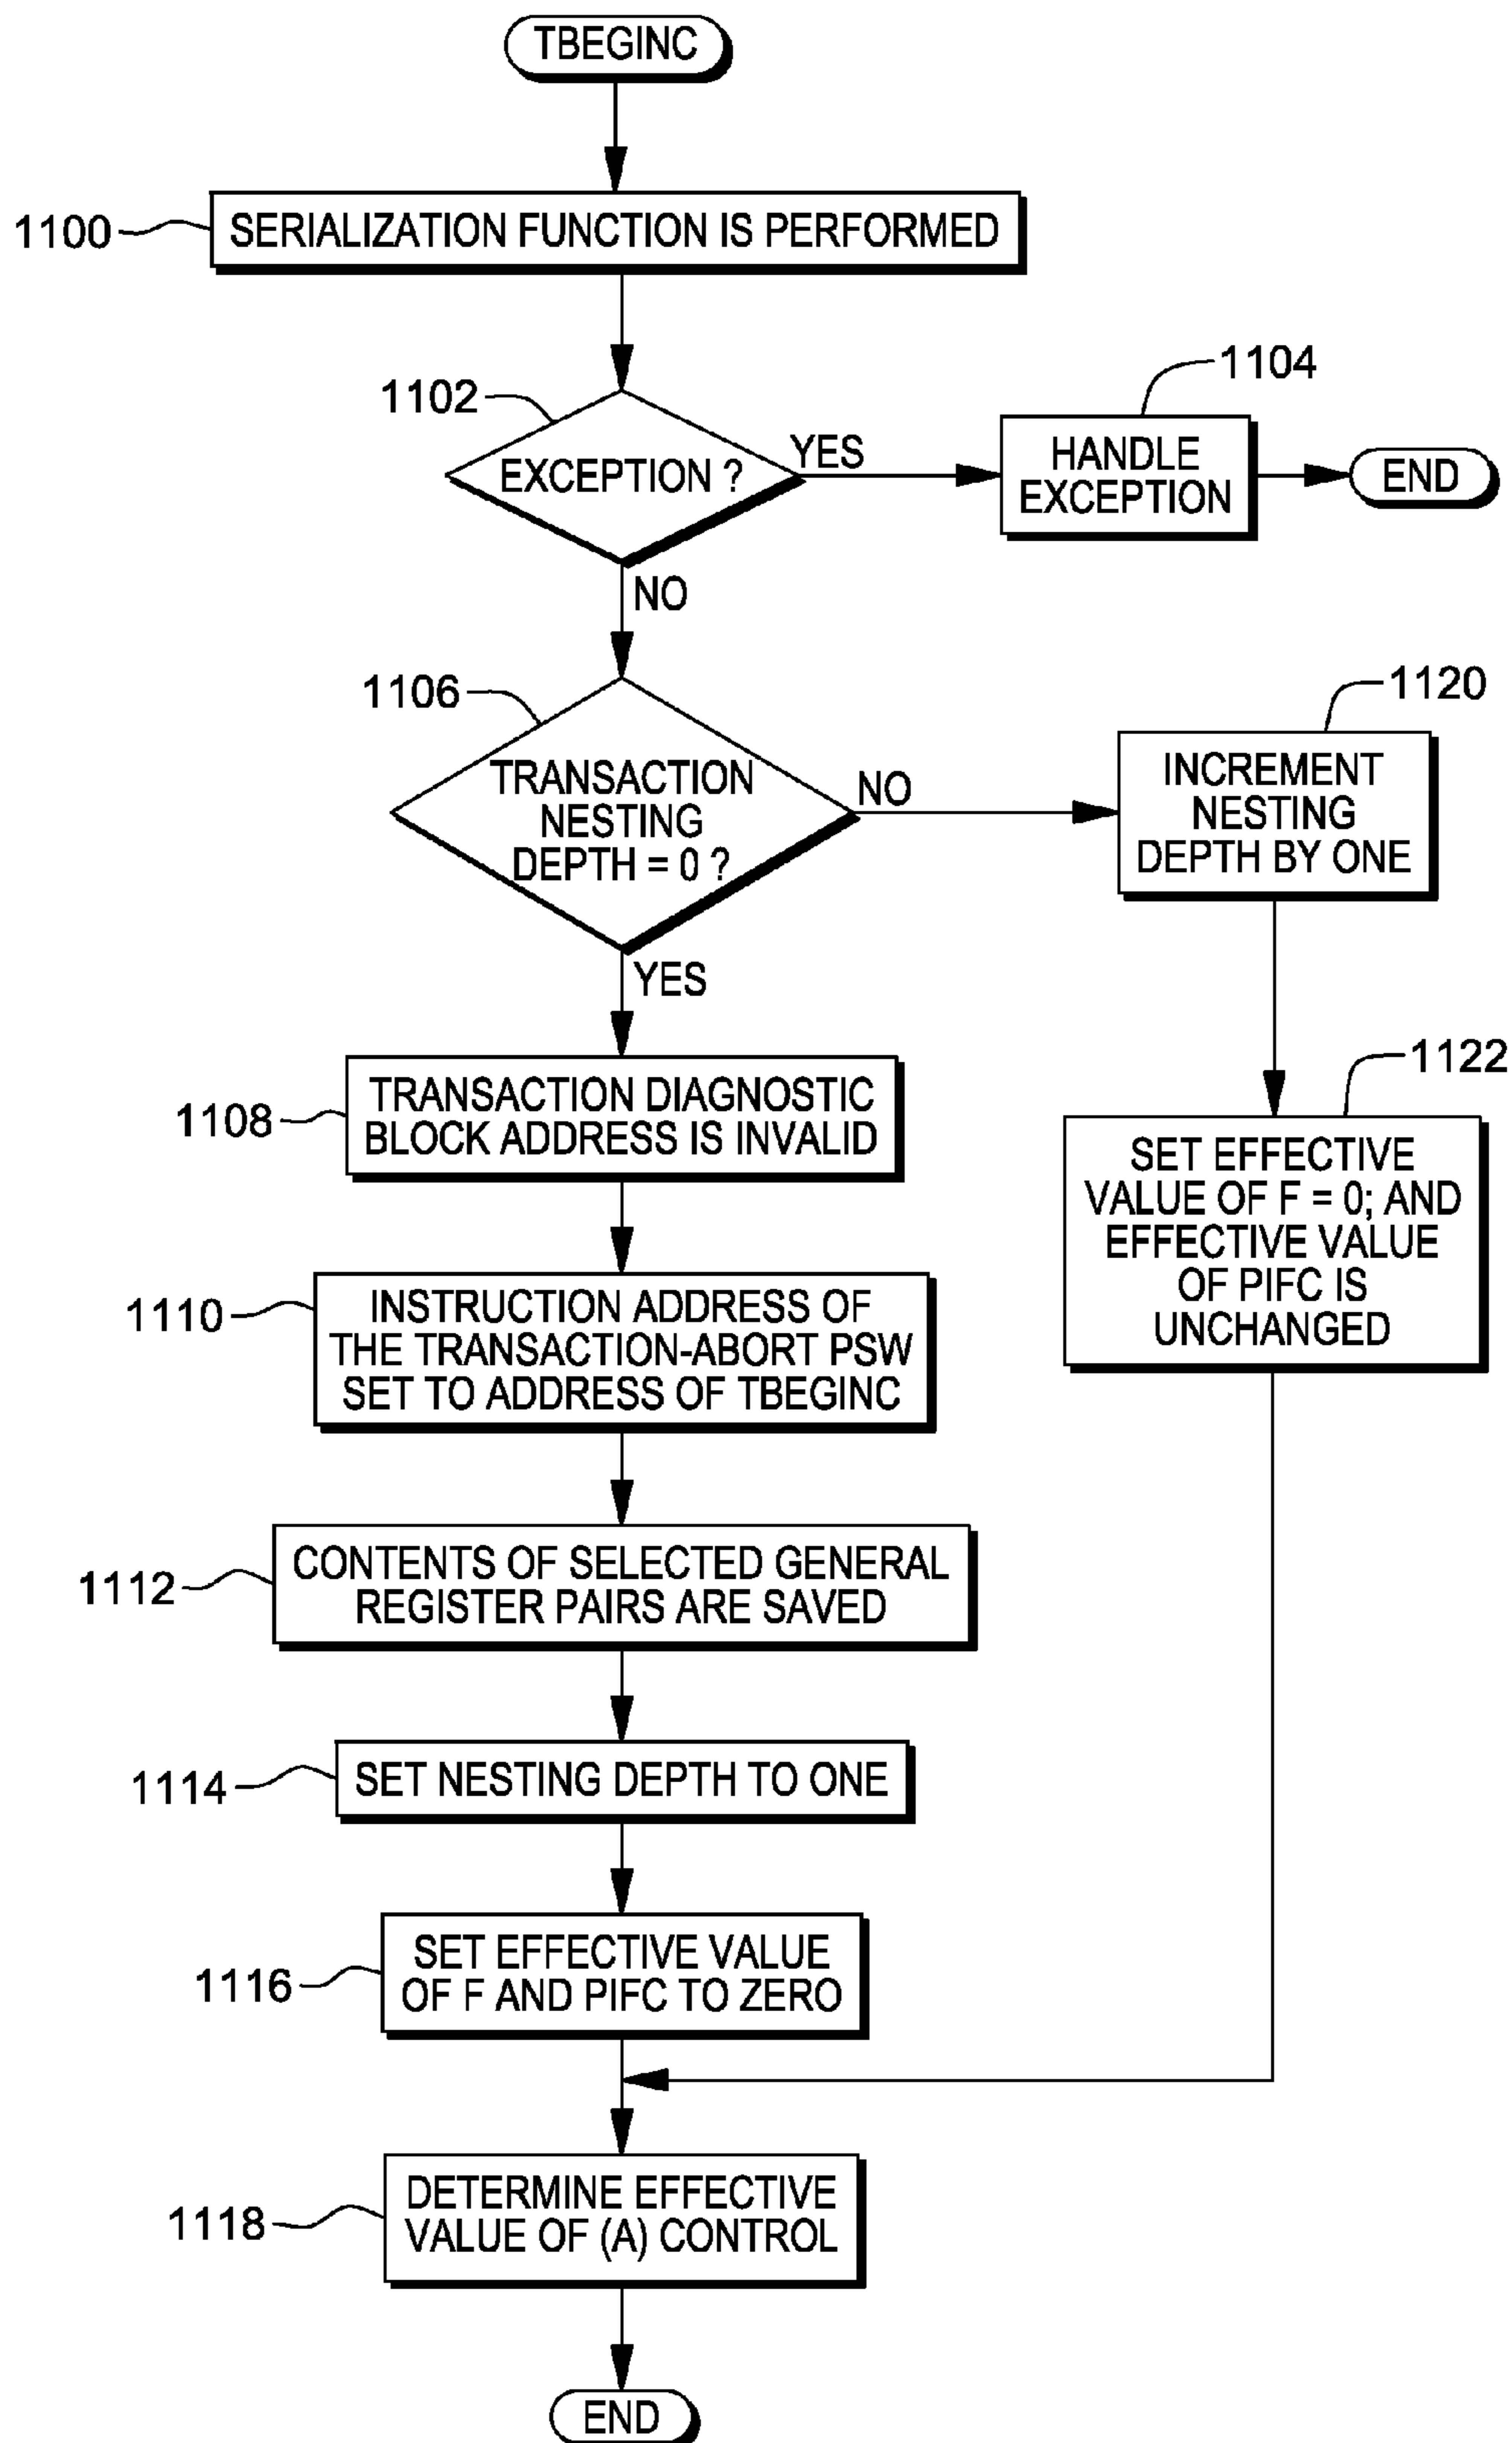 TBEGINC
1100
SERIALIZATION FUNCTION IS PERFORMED
1102
EXCEPTION ?
YES
1104
HANDLE
EXCEPTION
END
NO
1106
TRANSACTION
NESTING
DEPTH = 0 ?
NO
1120
INCREMENT
NESTING
DEPTH BY ONE
YES
1122
SET EFFECTIVE
VALUE OF F = 0; AND
EFFECTIVE VALUE
OF PIFC IS
UNCHANGED
1108
TRANSACTION DIAGNOSTIC
BLOCK ADDRESS IS INVALID
1110
INSTRUCTION ADDRESS OF
THE TRANSACTION-ABORT PSW
SET TO ADDRESS OF TBEGINC
1112
CONTENTS OF SELECTED GENERAL
REGISTER PAIRS ARE SAVED
1114
SET NESTING DEPTH TO ONE
1116
SET EFFECTIVE VALUE
OF F AND PIFC TO ZERO
1118
DETERMINE EFFECTIVE
VALUE OF (A) CONTROL
END